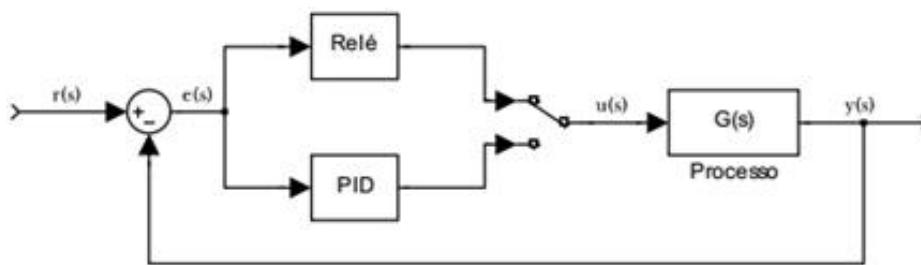 Relé
r(s)
e(s)
+
−
u(s)
G(s)
y(s)
Processo
PID